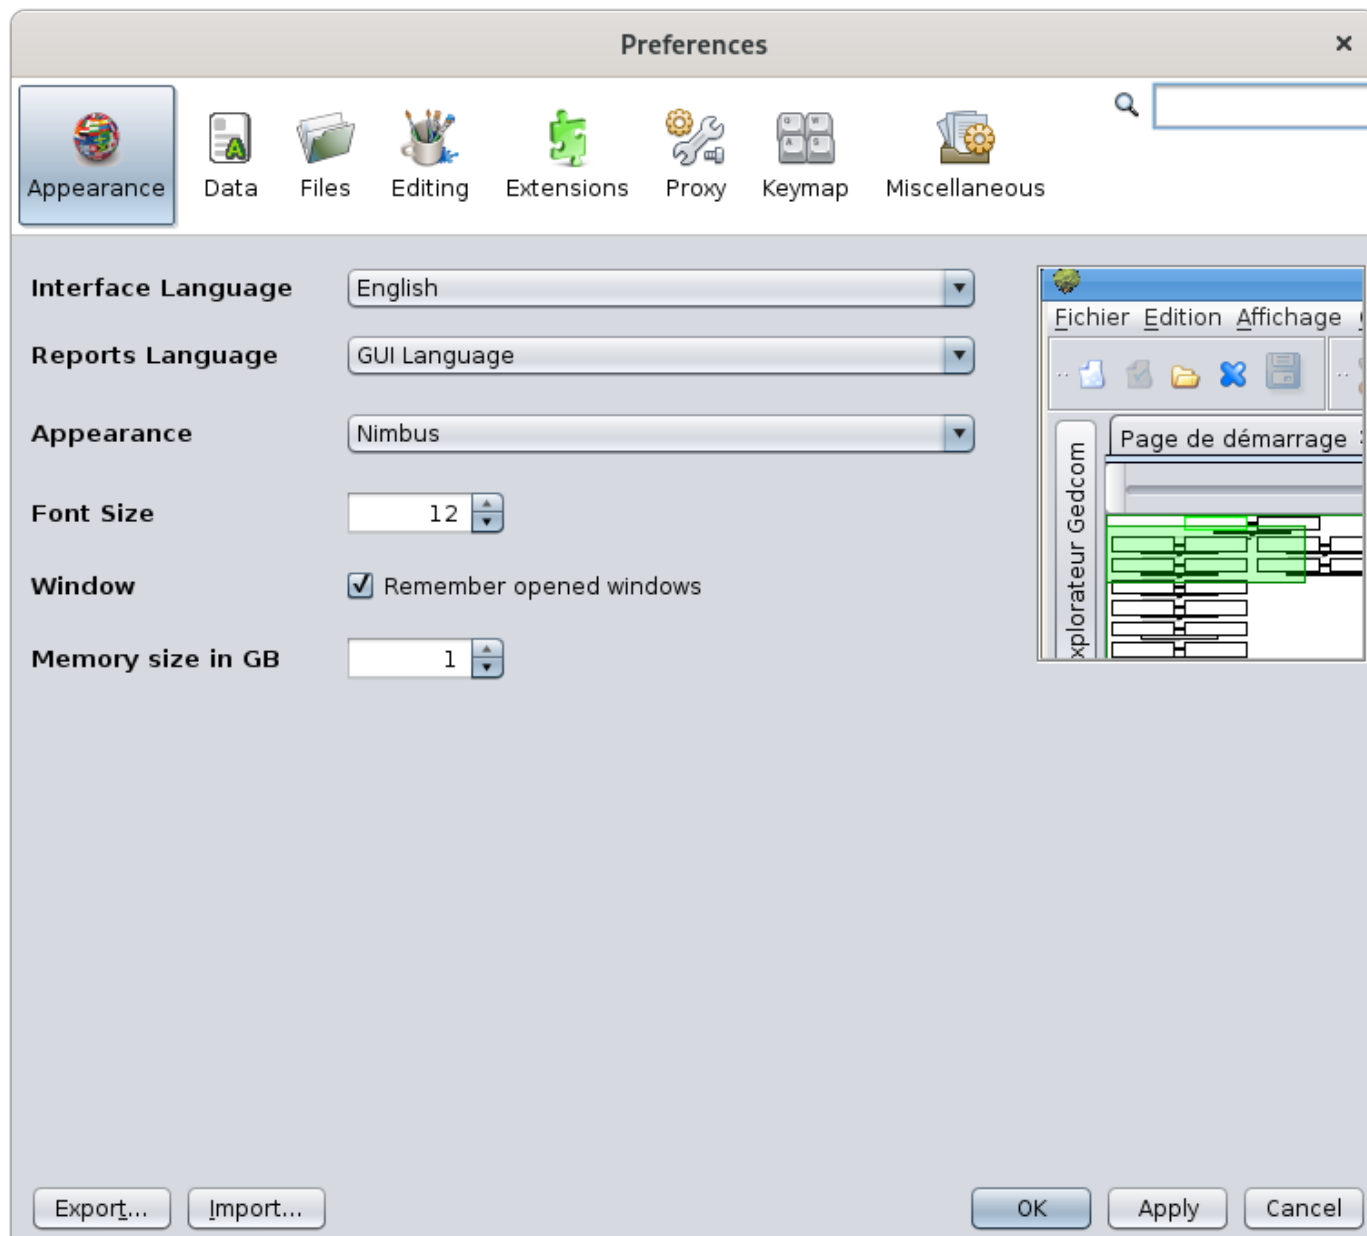 Preferences
Appearance Data Files Editing Extensions Proxy Keymap Miscellaneous
Interface Language English
Reports Language GUI Language
Appearance Nimbus
Font Size 12
Window Remember opened windows
Memory size in GB 1
Fichier Edition Affichage
Page de démarrage
xplorateur Gedcom
Export... Import... OK Apply Cancel